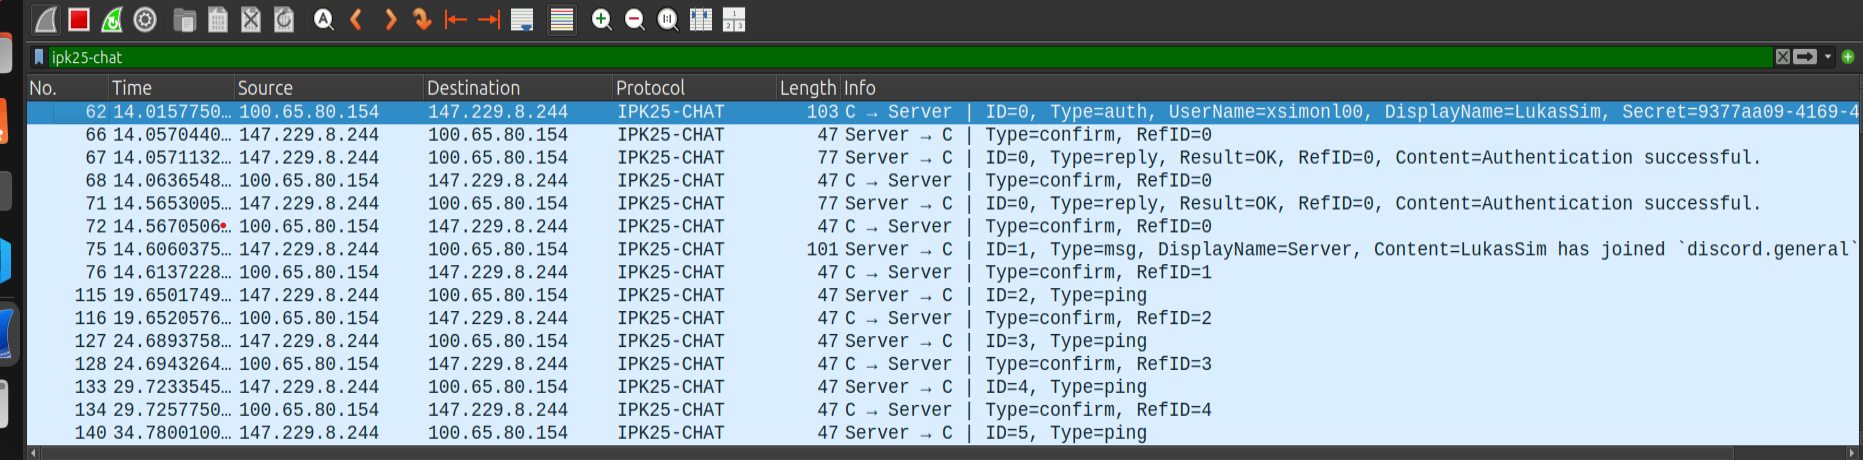 ipk25-chat
No. Time Source Destination Protocol Length Info
62 14.0157750… 100.65.80.154 147.229.8.244 IPK25-CHAT 103 C → Server | ID=0, Type=auth, UserName=xsimonl00, DisplayName=LukasSim, Secret=9377aa09-4169-4
66 14.0570440… 147.229.8.244 100.65.80.154 IPK25-CHAT 47 Server → C | Type=confirm, RefID=0
67 14.0571132… 147.229.8.244 100.65.80.154 IPK25-CHAT 77 Server → C | ID=0, Type=reply, Result=OK, RefID=0, Content=Authentication successful.
68 14.0636548… 100.65.80.154 147.229.8.244 IPK25-CHAT 47 C → Server | Type=confirm, RefID=0
71 14.5653005… 147.229.8.244 100.65.80.154 IPK25-CHAT 77 Server → C | ID=0, Type=reply, Result=OK, RefID=0, Content=Authentication successful.
72 14.5670506… 100.65.80.154 147.229.8.244 IPK25-CHAT 47 C → Server | Type=confirm, RefID=0
75 14.6060375… 147.229.8.244 100.65.80.154 IPK25-CHAT 101 Server → C | ID=1, Type=msg, DisplayName=Server, Content=LukasSim has joined `discord.general`
76 14.6137228… 100.65.80.154 147.229.8.244 IPK25-CHAT 47 C → Server | Type=confirm, RefID=1
115 19.6501749… 147.229.8.244 100.65.80.154 IPK25-CHAT 47 Server → C | ID=2, Type=ping
116 19.6520576… 100.65.80.154 147.229.8.244 IPK25-CHAT 47 C → Server | Type=confirm, RefID=2
127 24.6893758… 147.229.8.244 100.65.80.154 IPK25-CHAT 47 Server → C | ID=3, Type=ping
128 24.6943264… 100.65.80.154 147.229.8.244 IPK25-CHAT 47 C → Server | Type=confirm, RefID=3
133 29.7233545… 147.229.8.244 100.65.80.154 IPK25-CHAT 47 Server → C | ID=4, Type=ping
134 29.7257750… 100.65.80.154 147.229.8.244 IPK25-CHAT 47 C → Server | Type=confirm, RefID=4
140 34.7800100… 147.229.8.244 100.65.80.154 IPK25-CHAT 47 Server → C | ID=5, Type=ping